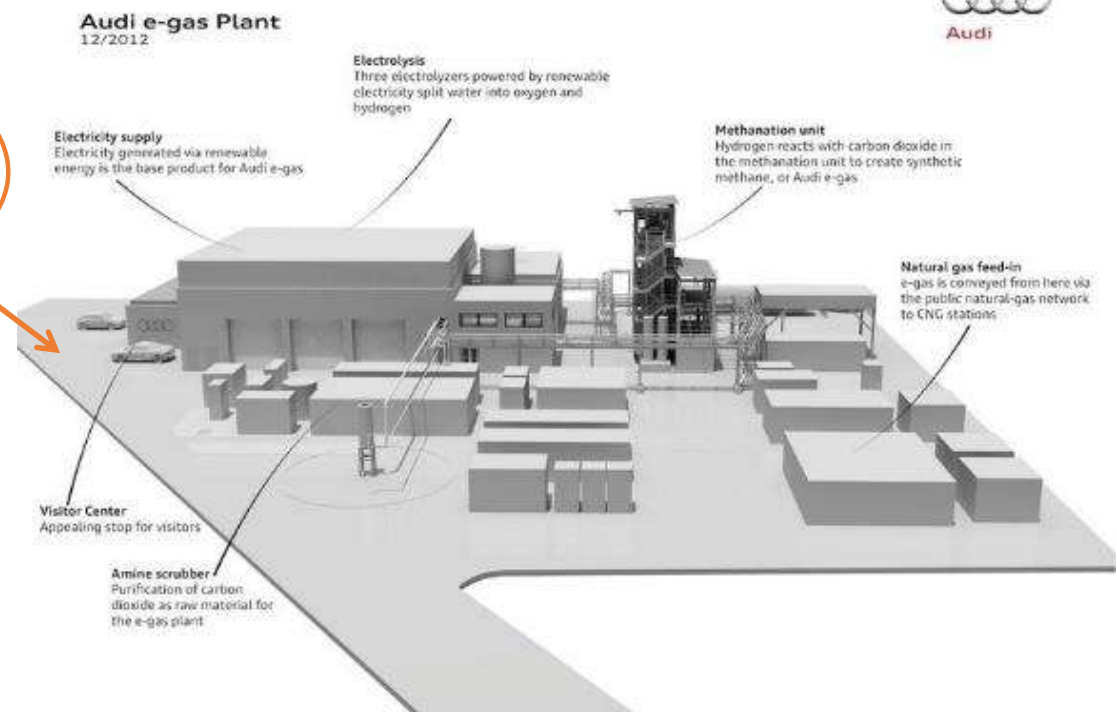 Audi e-gas Plant
12/2012
Audi
Electrolysis
Three electrolyzers powered by renewable
electricity split water into oxygen and
hydrogen
Electricity supply
Electricity generated via renewable
energy is the base product for Audi e-gas
Methanation unit
Hydrogen reacts with carbon dioxide in
the methanation unit to create synthetic
methane, or Audi e-gas
Natural gas feed-in
e-gas is conveyed from here via
the public natural-gas network
to CNG stations
Visitor Center
Appealing stop for visitors
Amine scrubber
Purification of carbon
dioxide as raw material for
the e-gas plant